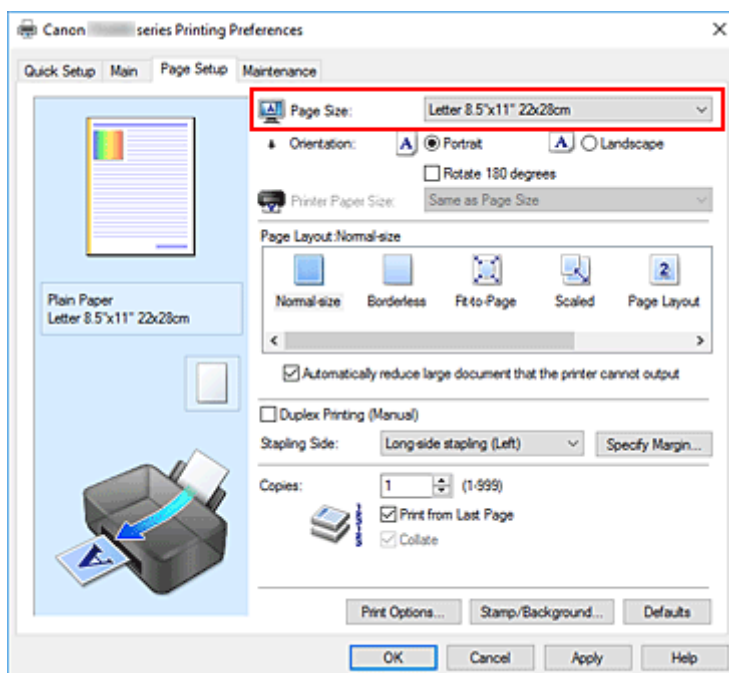 Canon series Printing Preferences
Quick Setup Main Page Setup Maintenance
Page Size: Letter 8.5"x11" 22x28cm
Orientation: A Portrait A Landscape
Rotate 180 degrees
Printer Paper Size: Same as Page Size
Page Layout:Normal-size
Normal-size Borderless Fit-to-Page Scaled Page Layout
Plain Paper
Letter 8.5"x11" 22x28cm
Automatically reduce large document that the printer cannot output
Duplex Printing (Manual)
Stapling Side: Long-side stapling (Left) Specify Margin...
Copies: 1 (1-999)
Print from Last Page
Collate
Print Options... Stamp/Background... Defaults
OK Cancel Apply Help